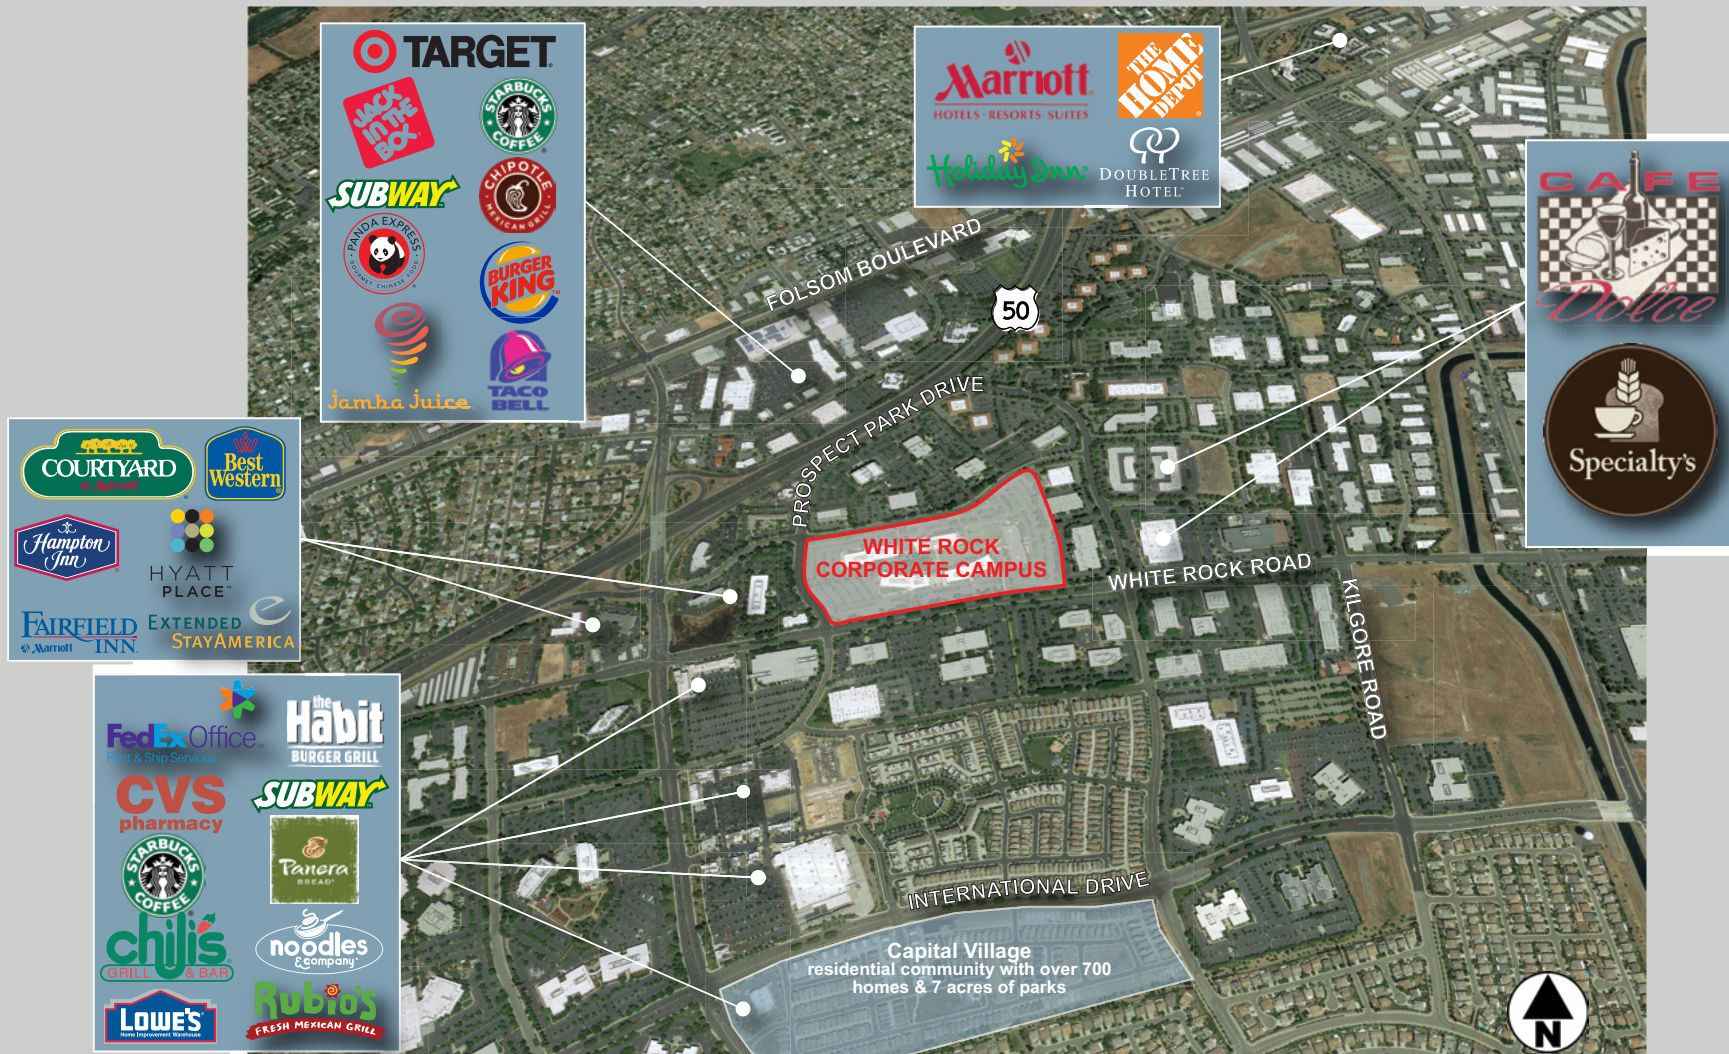 TARGET
JACK
IN THE
BOX
STARBUCKS
COFFEE
SUBWAY
CHIPOTLE
MEXICAN GRILL
PANDA EXPRESS
GOURMET CHINESE FOOD
BURGER
KING
Jamba Juice
TACO
BELL
Marriott
HOTELS · RESORTS · SUITES
THE
HOME
DEPOT
Holiday Inn
DOUBLETREE
HOTEL
CAFE
Dolce
Specialty's
FOLSOM BOULEVARD
50
PROSPECT PARK DRIVE
WHITE ROCK
CORPORATE CAMPUS
WHITE ROCK ROAD
KILGORE ROAD
INTERNATIONAL DRIVE
Capital Village
residential community with over 700
homes & 7 acres of parks
COURTYARD
Marriott
Best
Western
Hampton
Inn
HYATT
PLACE
FAIRFIELD
INN
Marriott
EXTENDED
STAYAMERICA
FedEx Office
Print & Ship Services
the
Habit
BURGER GRILL
CVS
pharmacy
SUBWAY
STARBUCKS
COFFEE
Panera
BREAD
chili's
GRILL & BAR
noodles
& company
LOWE'S
Home Improvement Warehouse
Rubio's
FRESH MEXICAN GRILL
N